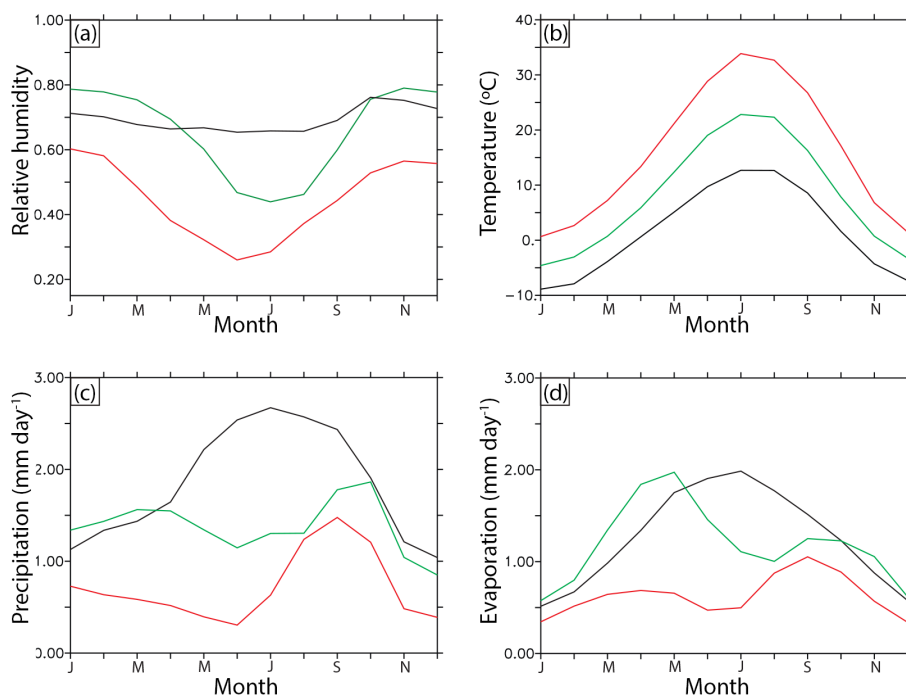 (a)
1.00
0.80
0.60
0.40
0.20
Relative humidity
J M M J S N
Month
(b)
40.
30.
20.
10.
0.
−10.
Temperature (ºC)
J M M J S N
Month
(c)
3.00
2.00
1.00
0.00
Precipitation (mm day-1)
J M M J S N
Month
(d)
3.00
2.00
1.00
0.00
Evaporation (mm day-1)
J M M J S N
Month